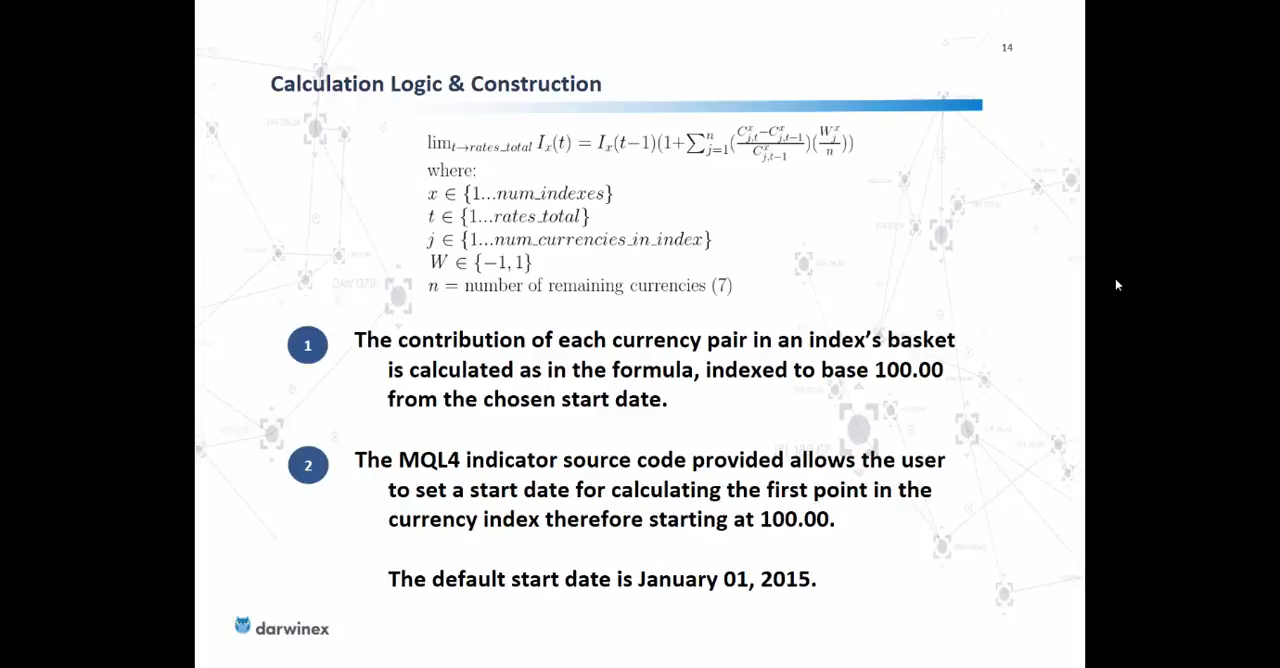 14
Calculation Logic & Construction
lim_{t→rates_total} I_x(t) = I_x(t−1)(1+∑_{j=1}^{n}(\frac{C^x_{j,t}−C^x_{j,t−1}}{C^x_{j,t−1}})(\frac{W^x_j}{n}))
where:
x ∈ {1...num_indexes}
t ∈ {1...rates_total}
j ∈ {1...num_currencies_in_index}
W ∈ {−1, 1}
n = number of remaining currencies (7)
1
The contribution of each currency pair in an index’s basket
is calculated as in the formula, indexed to base 100.00
from the chosen start date.
2
The MQL4 indicator source code provided allows the user
to set a start date for calculating the first point in the
currency index therefore starting at 100.00.
The default start date is January 01, 2015.
darwinex